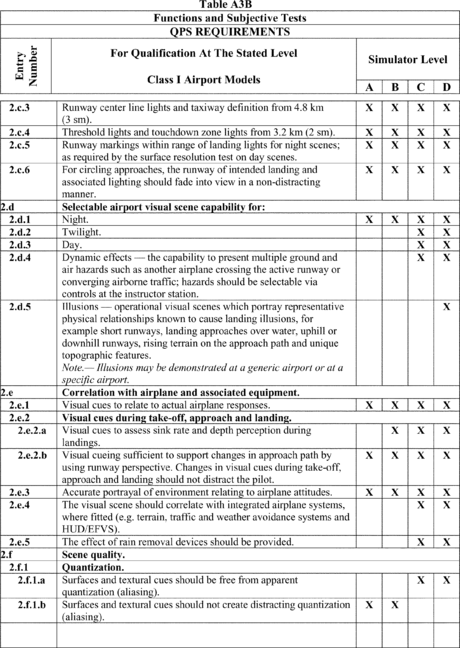 Table A3B
Functions and Subjective Tests
QPS REQUIREMENTS
Entry Number
For Qualification At The Stated Level
Class I Airport Models
Simulator Level
A B C D
2.c.3 Runway center line lights and taxiway definition from 4.8 km X X X X
(3 sm).
2.c.4 Threshold lights and touchdown zone lights from 3.2 km (2 sm). X X X X
2.c.5 Runway markings within range of landing lights for night scenes; X X X X
as required by the surface resolution test on day scenes.
2.c.6 For circling approaches, the runway of intended landing and X X X X
associated lighting should fade into view in a non-distracting
manner.
2.d Selectable airport visual scene capability for:
2.d.1 Night. X X X X
2.d.2 Twilight. X X
2.d.3 Day. X X
2.d.4 Dynamic effects — the capability to present multiple ground and X X
air hazards such as another airplane crossing the active runway or
converging airborne traffic; hazards should be selectable via
controls at the instructor station.
2.d.5 Illusions — operational visual scenes which portray representative X
physical relationships known to cause landing illusions, for
example short runways, landing approaches over water, uphill or
downhill runways, rising terrain on the approach path and unique
topographic features.
Note.— Illusions may be demonstrated at a generic airport or at a
specific airport.
2.e Correlation with airplane and associated equipment.
2.e.1 Visual cues to relate to actual airplane responses. X X X X
2.e.2 Visual cues during take-off, approach and landing.
2.e.2.a Visual cues to assess sink rate and depth perception during X X X
landings.
2.e.2.b Visual cueing sufficient to support changes in approach path by X X X X
using runway perspective. Changes in visual cues during take-off,
approach and landing should not distract the pilot.
2.e.3 Accurate portrayal of environment relating to airplane attitudes. X X X X
2.e.4 The visual scene should correlate with integrated airplane systems, X X
where fitted (e.g. terrain, traffic and weather avoidance systems and
HUD/EFVS).
2.e.5 The effect of rain removal devices should be provided. X X
2.f Scene quality.
2.f.1 Quantization.
2.f.1.a Surfaces and textural cues should be free from apparent X X
quantization (aliasing).
2.f.1.b Surfaces and textural cues should not create distracting quantization X X
(aliasing).